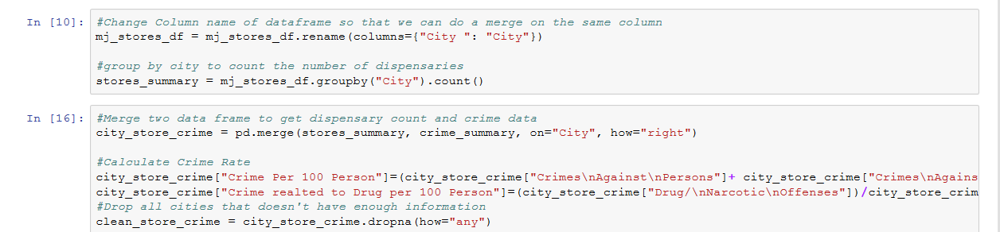 In [10]: #Change Column name of dataframe so that we can do a merge on the same column
mj_stores_df = mj_stores_df.rename(columns={"City ": "City"})
#group by city to count the number of dispensaries
stores_summary = mj_stores_df.groupby("City").count()
In [16]: #Merge two data frame to get dispensary count and crime data
city_store_crime = pd.merge(stores_summary, crime_summary, on="City", how="right")
#Calculate Crime Rate
city_store_crime["Crime Per 100 Person"]=(city_store_crime["Crimes\nAgainst\nPersons"]+ city_store_crime["Crimes\nAgains
city_store_crime["Crime realted to Drug per 100 Person"]=(city_store_crime["Drug/\nNarcotic\nOffenses"])/city_store_crim
#Drop all cities that doesn't have enough information
clean_store_crime = city_store_crime.dropna(how="any")